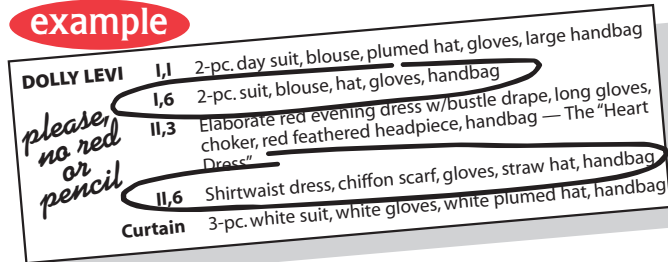 example
DOLLY LEVI I,I 2-pc. day suit, blouse, plumed hat, gloves, large handbag
I,6 2-pc. suit, blouse, hat, gloves, handbag
please,
no red
or
pencil
II,3 Elaborate red evening dress w/bustle drape, long gloves,
choker, red feathered headpiece, handbag — The "Heart
Dress"
II,6 Shirtwaist dress, chiffon scarf, gloves, straw hat, handbag
Curtain 3-pc. white suit, white gloves, white plumed hat, handbag